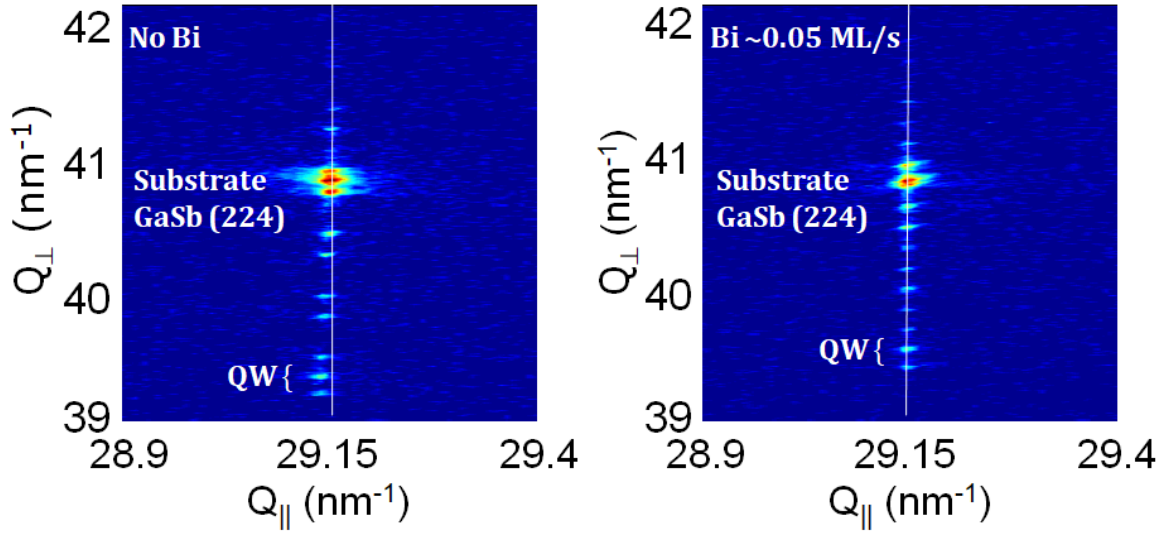 No Bi
Substrate
GaSb (224)
QW {
42
41
40
39
28.9
29.15
29.4
Q⊥ (nm-1)
Q|| (nm-1)
Bi ~0.05 ML/s
Substrate
GaSb (224)
QW {
42
41
40
39
28.9
29.15
29.4
Q⊥ (nm-1)
Q|| (nm-1)